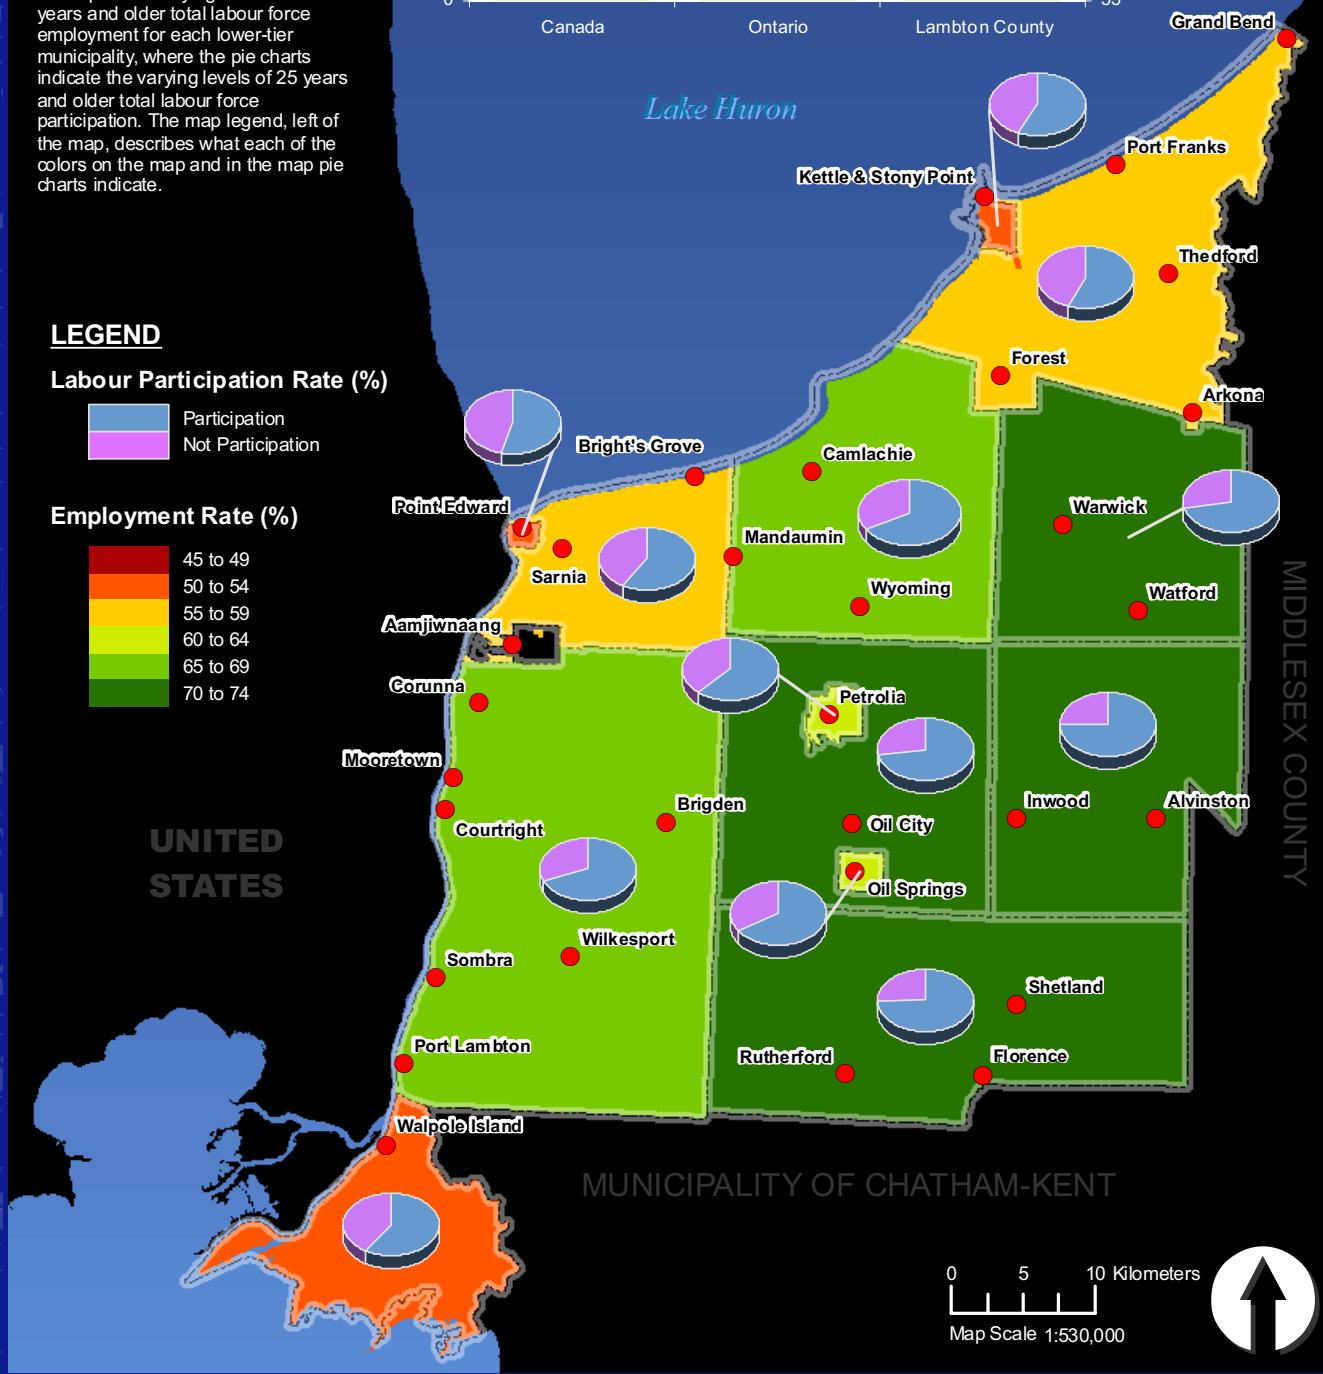 years and older total labour force
employment for each lower-tier
municipality, where the pie charts
indicate the varying levels of 25 years
and older total labour force
participation. The map legend, left of
the map, describes what each of the
colors on the map and in the map pie
charts indicate.
Canada
Ontario
Lambton County
Grand Bend
Lake Huron
Port Franks
Kettle & Stony Point
Thedford
LEGEND
Labour Participation Rate (%)
Participation
Not Participation
Forest
Arkona
Bright's Grove
Camlachie
Point Edward
Warwick
Employment Rate (%)
45 to 49
50 to 54
55 to 59
60 to 64
65 to 69
70 to 74
Mandaumin
Sarnia
Wyoming
Watford
Aamjiwnaang
MIDDLESEX COUNTY
Corunna
Petrolia
Mooretown
Brigden
Inwood
Alvinston
Courtright
Oil City
UNITED
STATES
Oil Springs
Wilkesport
Sombra
Shetland
Port Lambton
Rutherford
Florence
Walpole Island
MUNICIPALITY OF CHATHAM-KENT
0 5 10 Kilometers
Map Scale 1:530,000